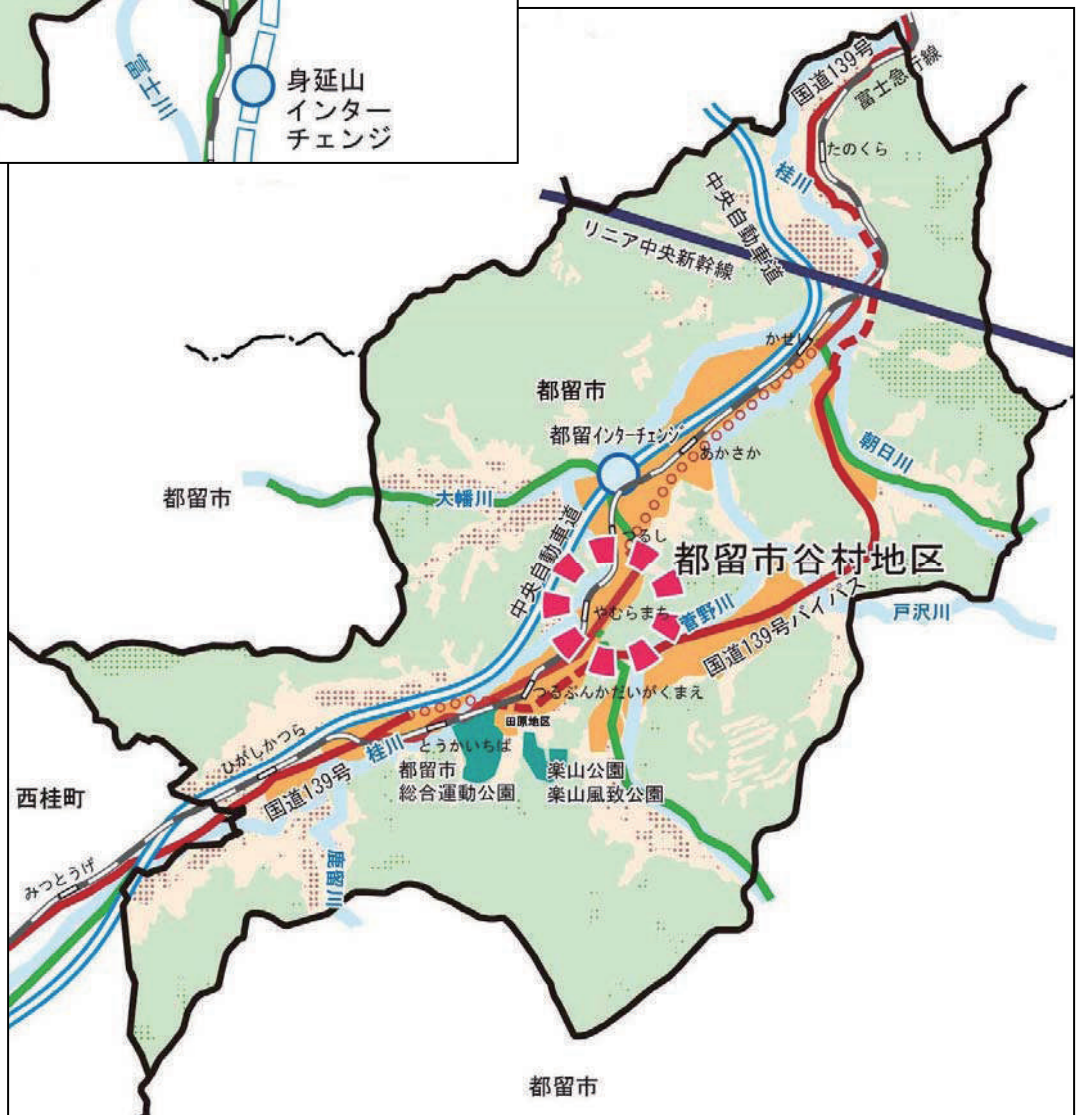 富士川
身延山
インター
チェンジ
国道139号
富士急行線
たのくら
桂川
中央自動車道
リニア中央新幹線
かせい
都留市
都留インターチェンジ
あかさか
朝日川
都留市
大幡川
中央自動車道
つるし
都留市谷村地区
やむらまち
菅野川
戸沢川
国道139号バイパス
つるぶんかだいがくまえ
田原地区
ひがしかつら
桂川
とうかいちば
国道139号
都留市
総合運動公園
楽山公園
楽山風致公園
西桂町
みつとうげ
鹿留川
都留市